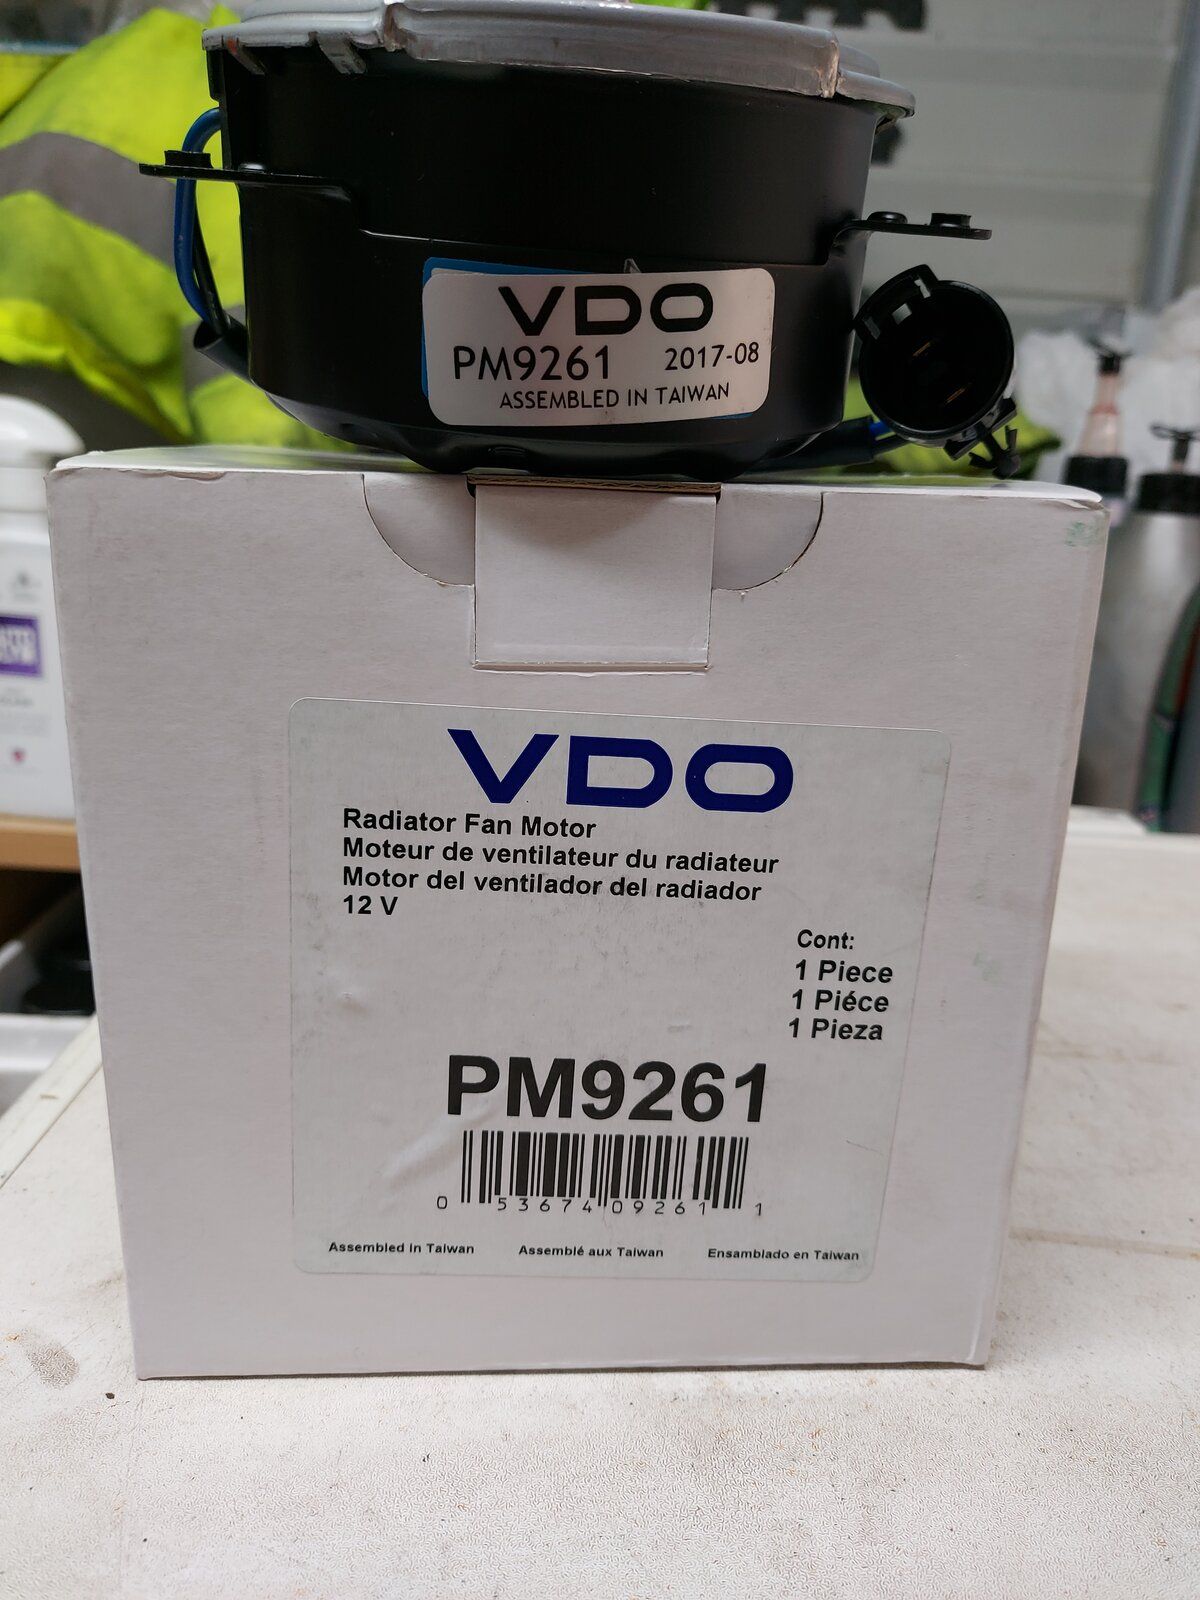 VDO
PM9261 2017-08
ASSEMBLED IN TAIWAN
VDO
Radiator Fan Motor
Moteur de ventilateur du radiateur
Motor del ventilador del radiador
12 V
Cont:
1 Piece
1 Piéce
1 Pieza
PM9261
0 53674 09261 1
Assembled in Taiwan Assemblé aux Taiwan Ensamblado en Taiwan